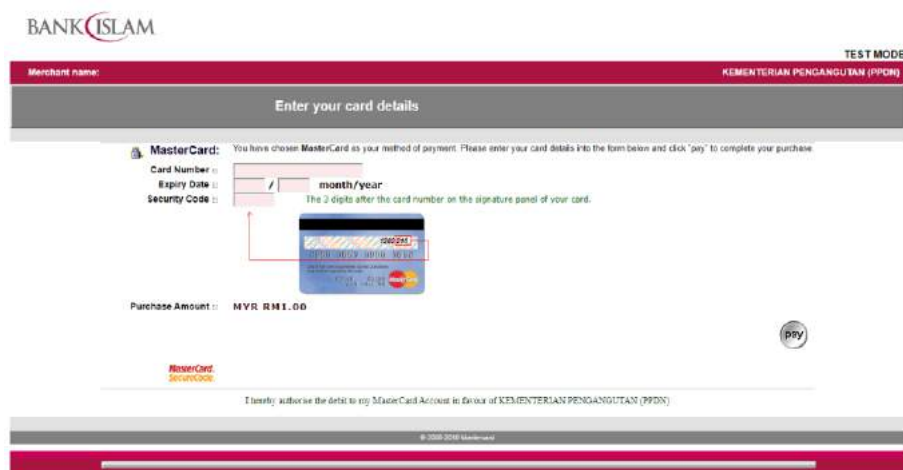 BANK ISLAM
TEST MODE
Merchant name:
KEMENTERIAN PENGANGUTAN (PPDN)
Enter your card details
MasterCard:
You have chosen MasterCard as your method of payment. Please enter your card details into the form below and click "pay" to complete your purchase
Card Number ::
Expiry Date ::
/
month/year
Security Code ::
The 3 digits after the card number on the signature panel of your card.
MasterCard
Purchase Amount ::
MYR RM1.00
pay
MasterCard.
SecureCode.
I hereby authorise the debit to my MasterCard Account in favour of KEMENTERIAN PENGANGUTAN (PPDN)